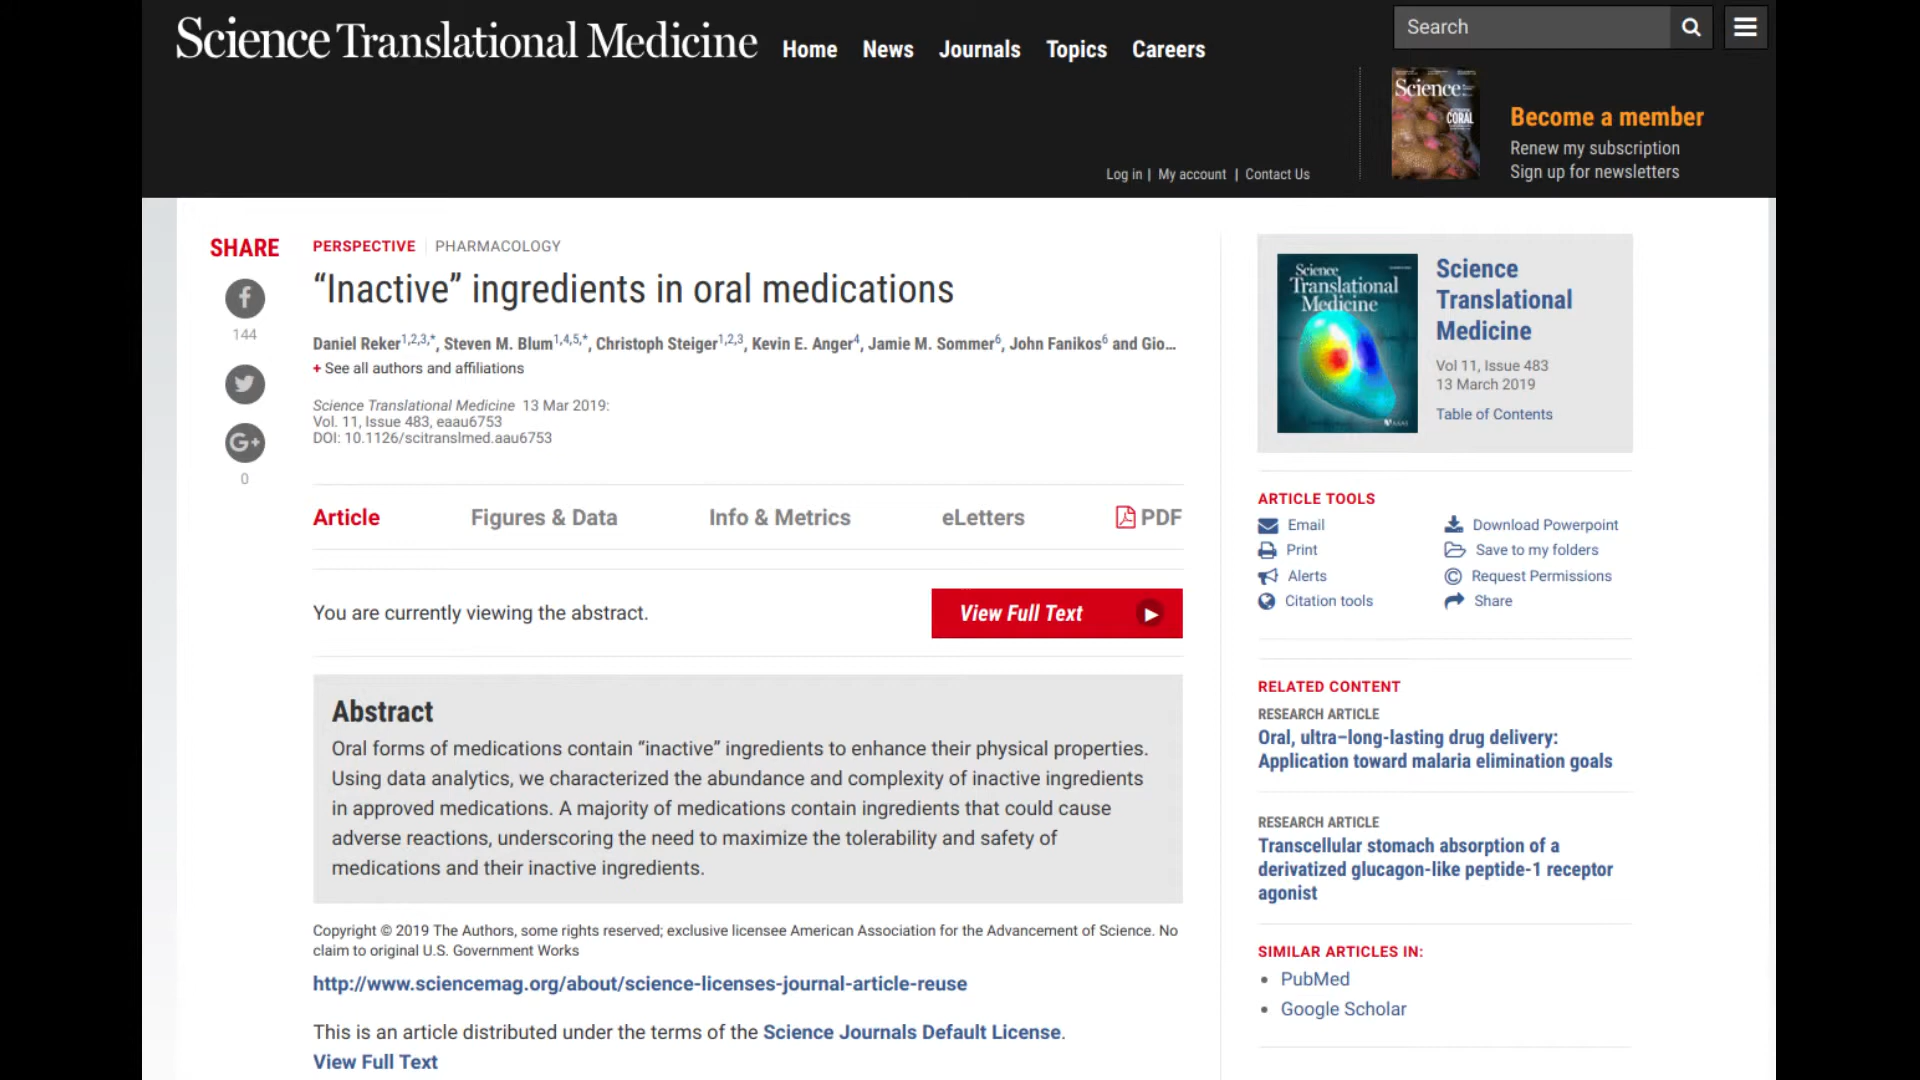 Science Translational Medicine
Home News Journals Topics Careers
Search
Science
CORAL
Become a member
Renew my subscription
Sign up for newsletters
Log in | My account | Contact Us
SHARE
144
0
PERSPECTIVE PHARMACOLOGY
“Inactive” ingredients in oral medications
Daniel Reker1,2,3,*, Steven M. Blum1,4,5,*, Christoph Steiger1,2,3, Kevin E. Anger4, Jamie M. Sommer6, John Fanikos6 and Gio...
+ See all authors and affiliations
Science Translational Medicine 13 Mar 2019:
Vol. 11, Issue 483, eaau6753
DOI: 10.1126/scitranslmed.aau6753
Article Figures & Data Info & Metrics eLetters PDF
You are currently viewing the abstract.
View Full Text
Abstract
Oral forms of medications contain “inactive” ingredients to enhance their physical properties.
Using data analytics, we characterized the abundance and complexity of inactive ingredients
in approved medications. A majority of medications contain ingredients that could cause
adverse reactions, underscoring the need to maximize the tolerability and safety of
medications and their inactive ingredients.
Copyright © 2019 The Authors, some rights reserved; exclusive licensee American Association for the Advancement of Science. No
claim to original U.S. Government Works
http://www.sciencemag.org/about/science-licenses-journal-article-reuse
This is an article distributed under the terms of the Science Journals Default License.
View Full Text
Science
Translational
Medicine
AAAS
Science
Translational
Medicine
Vol 11, Issue 483
13 March 2019
Table of Contents
ARTICLE TOOLS
Email Download Powerpoint
Print Save to my folders
Alerts Request Permissions
Citation tools Share
RELATED CONTENT
RESEARCH ARTICLE
Oral, ultra–long-lasting drug delivery:
Application toward malaria elimination goals
RESEARCH ARTICLE
Transcellular stomach absorption of a
derivatized glucagon-like peptide-1 receptor
agonist
SIMILAR ARTICLES IN:
• PubMed
• Google Scholar